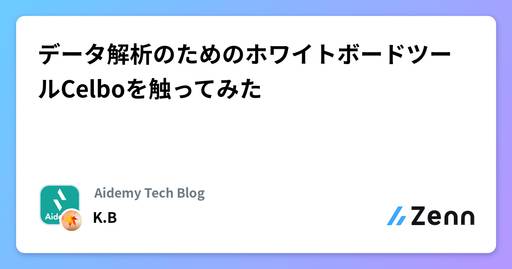 データ解析のためのホワイトボードツー
ルCelboを触ってみた
Aidemy Tech Blog
Aide
K.B
Zenn